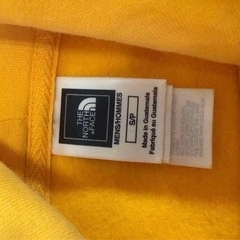 THE
NORTH
FACE
MENS/HOMMES
S/P
Made in Guatemala
Fabriqué au Guatemala